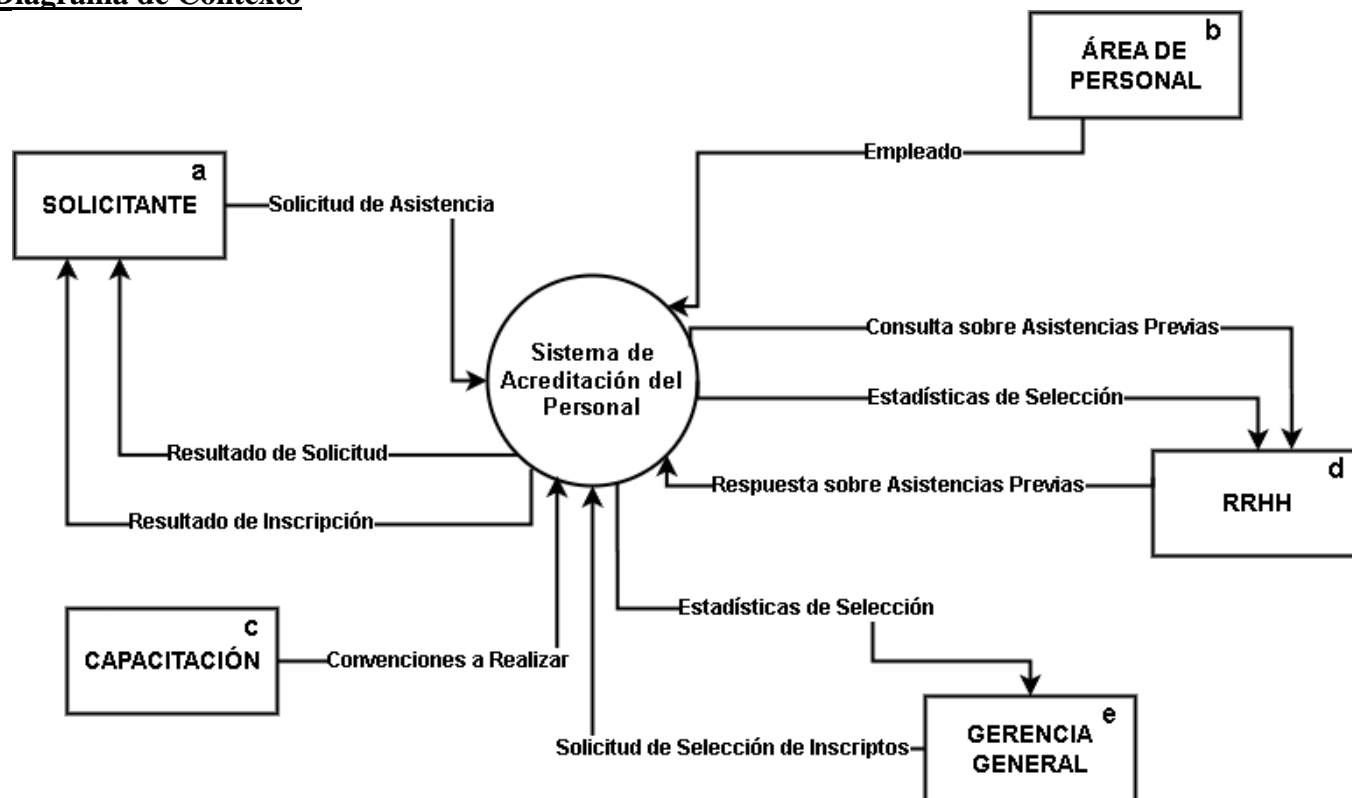 Diagrama de Contexto
b
ÁREA DE
PERSONAL
Empleado
a
SOLICITANTE
Solicitud de Asistencia
Consulta sobre Asistencias Previas
Sistema de
Acreditación del
Personal
Estadísticas de Selección
Resultado de Solicitud
d
RRHH
Respuesta sobre Asistencias Previas
Resultado de Inscripción
Estadísticas de Selección
c
CAPACITACIÓN
Convenciones a Realizar
e
GERENCIA
GENERAL
Solicitud de Selección de Inscriptos